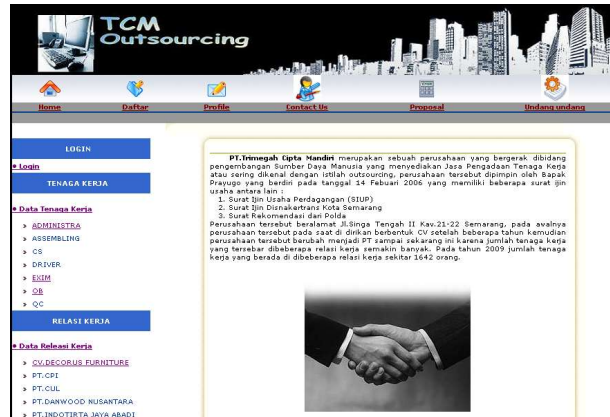 TCM
Outsourcing
Home
Daftar
Profile
Contact Us
Proposal
Undang undang
LOGIN
Login
TENAGA KERJA
Data Tenaga Kerja
ADMINISTRA
ASSEMBLING
CS
DRIVER
EXIM
OB
QC
RELASI KERJA
Data Releasi Kerja
CV.DECORUS FURNITURE
PT.CPI
PT.CUL
PT.DANWOOD NUSANTARA
PT.INDOTIRTA JAYA ABADI
PT.Trimegah Cipta Mandiri merupakan sebuah perusahaan yang bergerak dibidang
pengembangan Sumber Daya Manusia yang menyediakan Jasa Pengadaan Tenaga Kerja
atau sering dikenal dengan istilah outsourcing, perusahaan tersebut dipimpin oleh Bapak
Prayugo yang berdiri pada tanggal 14 Febuari 2006 yang memiliki beberapa surat ijin
usaha antara lain :
1. Surat Ijin Usaha Perdagangan (SIUP)
2. Surat Ijin Disnakertrans Kota Semarang
3. Surat Rekomendasi dari Polda
Perusahaan tersebut beralamat Jl.Singa Tengah II Kav.21-22 Semarang, pada awalnya
perusahaan tersebut pada saat di dirikan berbentuk CV setelah beberapa tahun kemudian
perusahaan tersebut berubah menjadi PT sampai sekarang ini karena jumlah tenaga kerja
yang tersebar dibeberapa relasi kerja semakin banyak. Pada tahun 2009 jumlah tenaga
kerja yang berada di dibeberapa relasi kerja sekitar 1642 orang.